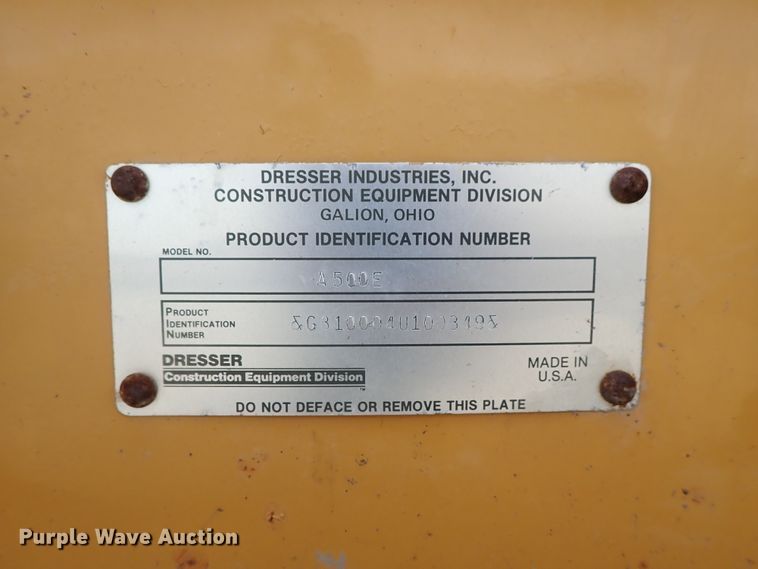 DRESSER INDUSTRIES, INC.
CONSTRUCTION EQUIPMENT DIVISION
GALION, OHIO
PRODUCT IDENTIFICATION NUMBER
MODEL NO.
A500E
PRODUCT
IDENTIFICATION
NUMBER
&G310004U100349&
DRESSER
Construction Equipment Division
MADE IN
U.S.A.
DO NOT DEFACE OR REMOVE THIS PLATE
Purple Wave Auction